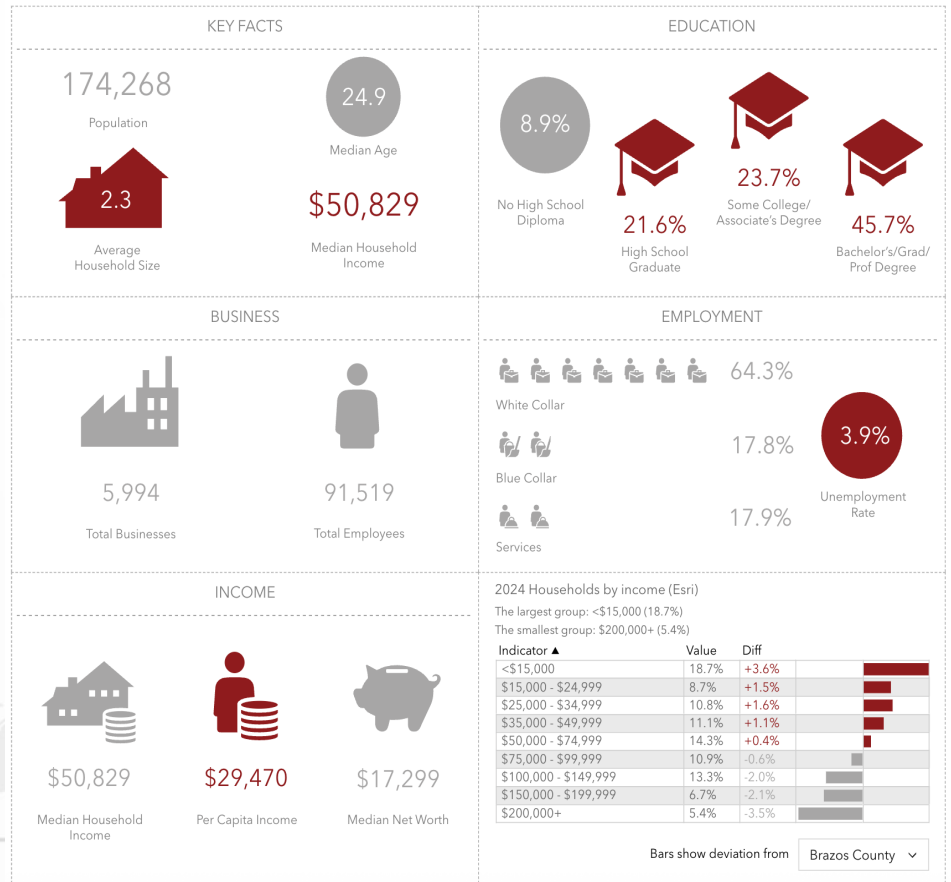 KEY FACTS
174,268
Population
24.9
Median Age
2.3
Average
Household Size
$50,829
Median Household
Income
EDUCATION
8.9%
No High School
Diploma
21.6%
High School
Graduate
23.7%
Some College/
Associate's Degree
45.7%
Bachelor's/Grad/
Prof Degree
BUSINESS
5,994
Total Businesses
91,519
Total Employees
EMPLOYMENT
64.3%
White Collar
17.8%
Blue Collar
17.9%
Services
3.9%
Unemployment
Rate
INCOME
$50,829
Median Household
Income
$29,470
Per Capita Income
$17,299
Median Net Worth
2024 Households by income (Esri)
The largest group: <$15,000 (18.7%)
The smallest group: $200,000+ (5.4%)
Indicator ▲ Value Diff
<$15,000 18.7% +3.6%
$15,000 - $24,999 8.7% +1.5%
$25,000 - $34,999 10.8% +1.6%
$35,000 - $49,999 11.1% +1.1%
$50,000 - $74,999 14.3% +0.4%
$75,000 - $99,999 10.9% -0.6%
$100,000 - $149,999 13.3% -2.0%
$150,000 - $199,999 6.7% -2.1%
$200,000+ 5.4% -3.5%
Bars show deviation from Brazos County